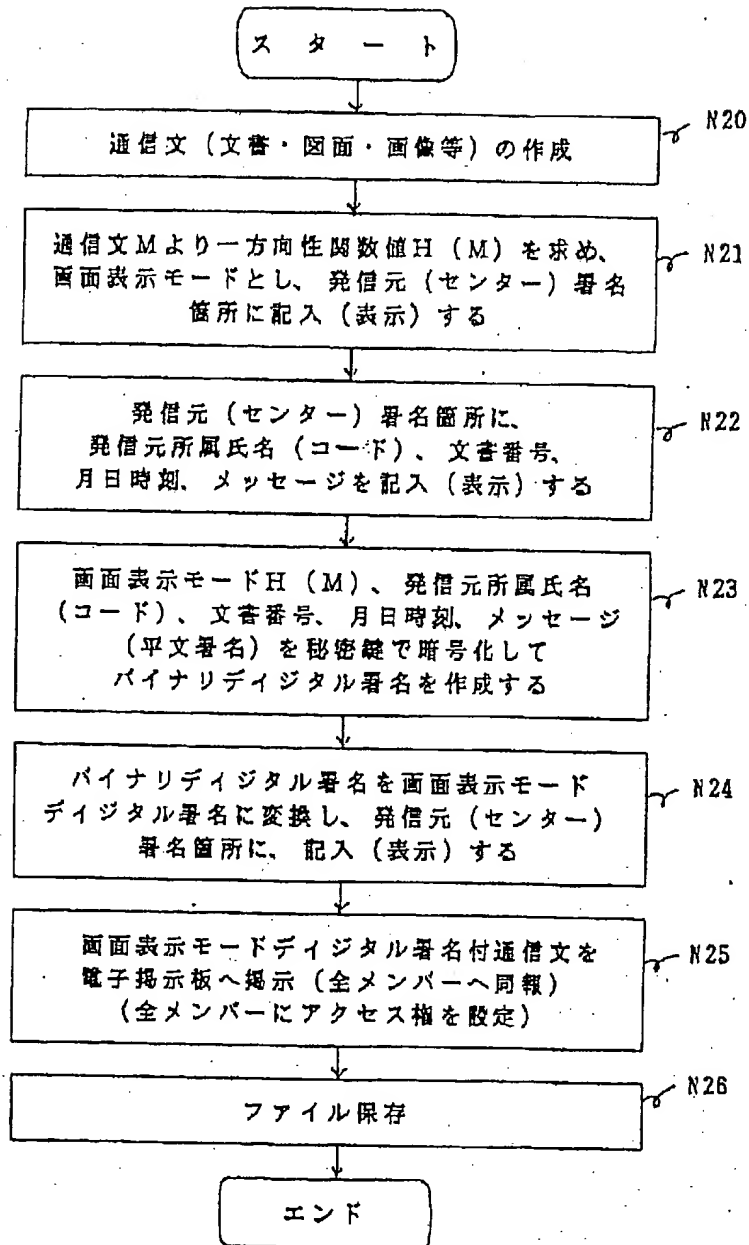 スタート
通信文（文書・図面・画像等）の作成
N20
通信文Mより一方向性関数値H（M）を求め、
画面表示モードとし、発信元（センター）署名
箇所に記入（表示）する
N21
発信元（センター）署名箇所に、
発信元所属氏名（コード）、文書番号、
月日時刻、メッセージを記入（表示）する
N22
画面表示モードH（M）、発信元所属氏名
（コード）、文書番号、月日時刻、メッセージ
（平文署名）を秘密鍵で暗号化して
バイナリディジタル署名を作成する
N23
バイナリディジタル署名を画面表示モード
ディジタル署名に変換し、発信元（センター）
署名箇所に、記入（表示）する
N24
画面表示モードディジタル署名付通信文を
電子掲示板へ掲示（全メンバーへ同報）
（全メンバーにアクセス権を設定）
N25
ファイル保存
N26
エンド